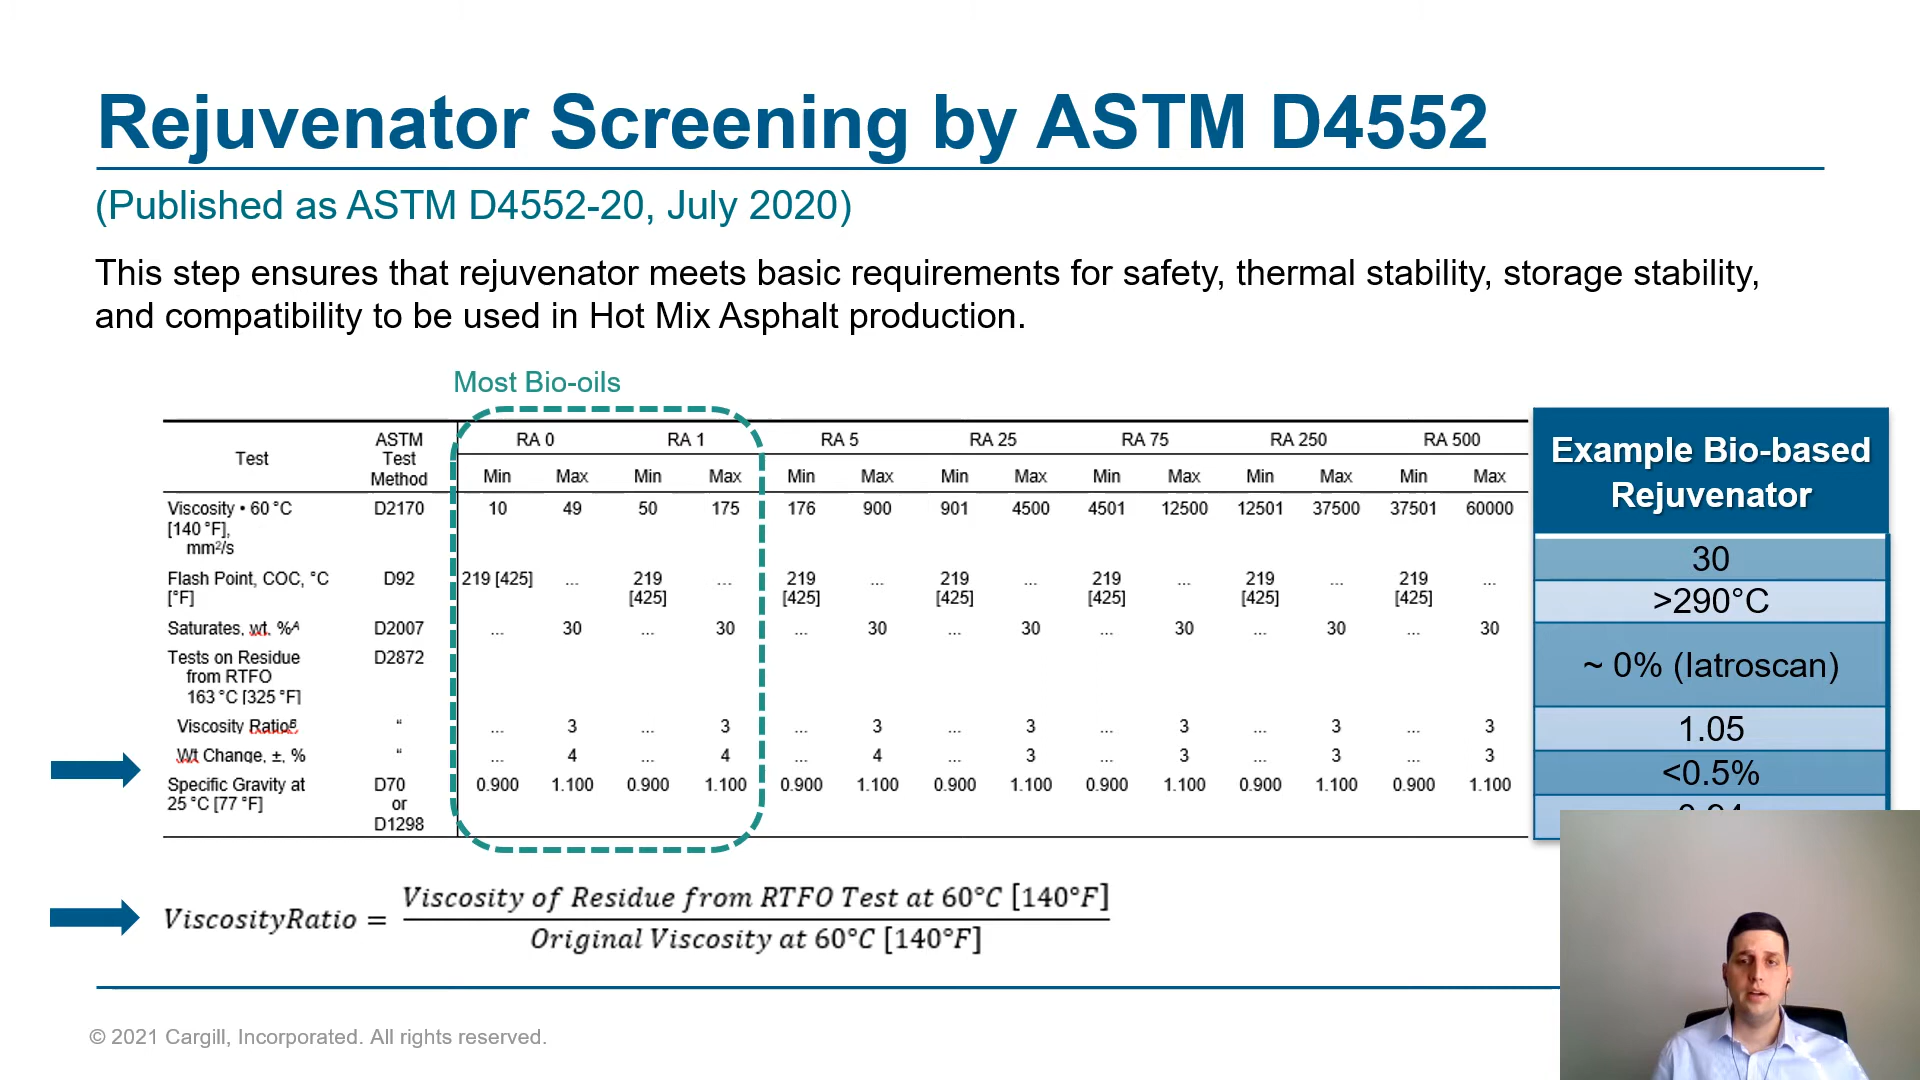 Rejuvenator Screening by ASTM D4552
(Published as ASTM D4552-20, July 2020)
This step ensures that rejuvenator meets basic requirements for safety, thermal stability, storage stability,
and compatibility to be used in Hot Mix Asphalt production.
Most Bio-oils
Test ASTM Test Method RA 0 RA 1 RA 5 RA 25 RA 75 RA 250 RA 500
Min Max Min Max Min Max Min Max Min Max Min Max Min Max
Viscosity • 60 °C D2170 10 49 50 175 176 900 901 4500 4501 12500 12501 37500 37501 60000
[140 °F],
mm²/s
Flash Point, COC, °C D92 219 [425] ... 219 ... 219 ... 219 ... 219 ... 219 ... 219 ...
[°F] [425] [425] [425] [425] [425] [425]
Saturates, wt. %ᴬ D2007 ... 30 ... 30 ... 30 ... 30 ... 30 ... 30 ... 30
Tests on Residue D2872
from RTFO
163 °C [325 °F]
Viscosity Ratioᴮ “ ... 3 ... 3 ... 3 ... 3 ... 3 ... 3 ... 3
Wt Change, ±, % “ ... 4 ... 4 ... 4 ... 3 ... 3 ... 3 ... 3
Specific Gravity at D70 0.900 1.100 0.900 1.100 0.900 1.100 0.900 1.100 0.900 1.100 0.900 1.100 0.900 1.100
25 °C [77 °F] or
D1298
Example Bio-based
Rejuvenator
30
>290°C
~ 0% (Iatroscan)
1.05
<0.5%
ViscosityRatio = Viscosity of Residue from RTFO Test at 60°C [140°F]
Original Viscosity at 60°C [140°F]
© 2021 Cargill, Incorporated. All rights reserved.